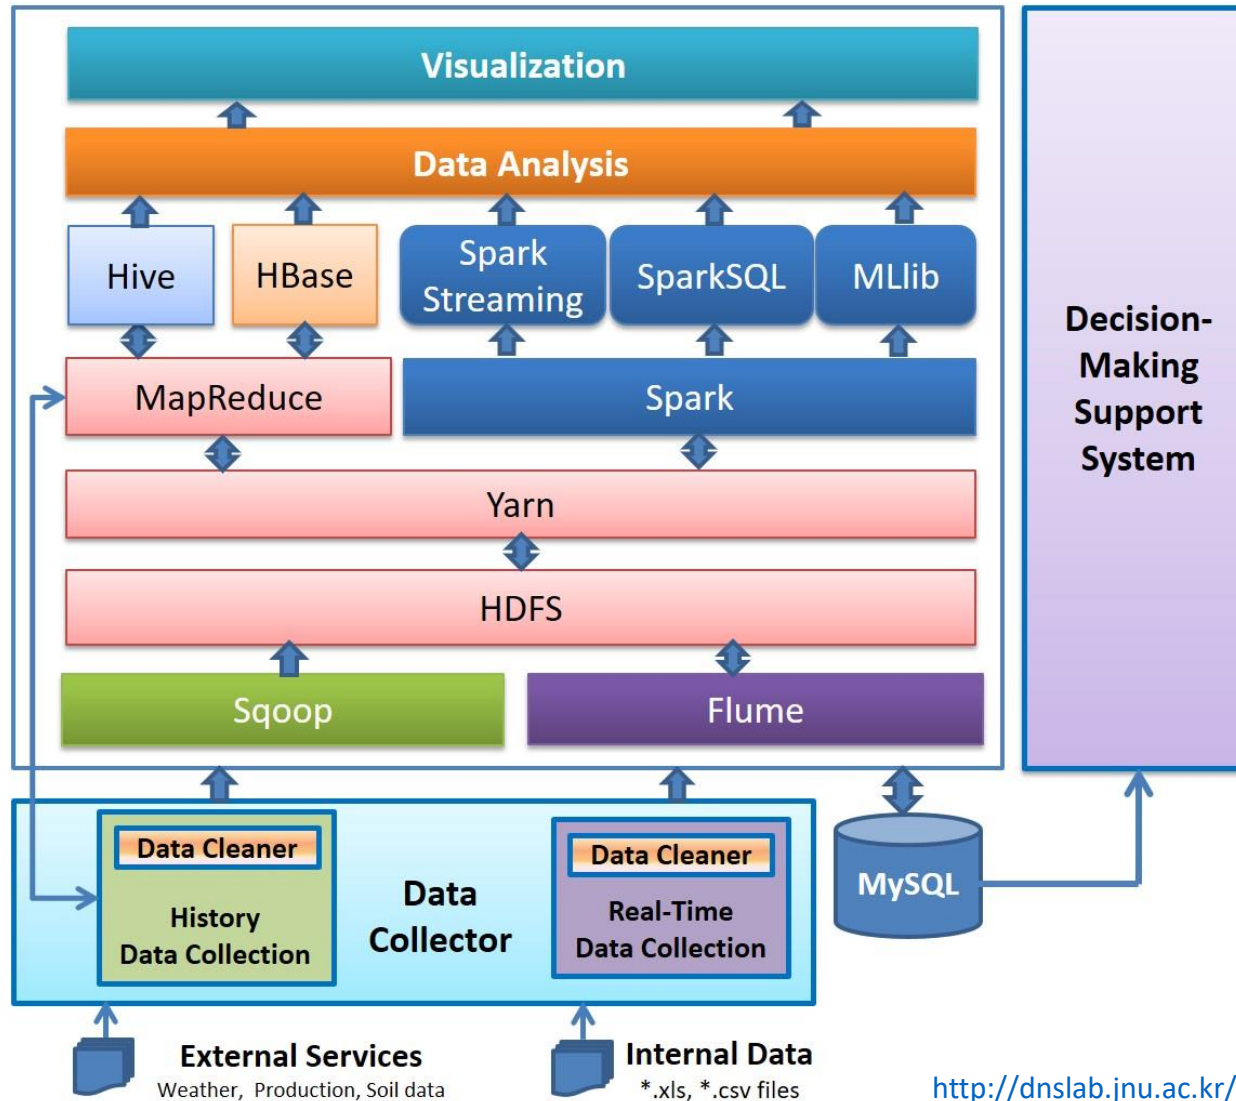 Visualization
Data Analysis
Hive
HBase
Spark
Streaming
SparkSQL
MLlib
MapReduce
Spark
Yarn
HDFS
Sqoop
Flume
Decision-
Making
Support
System
Data Cleaner
History
Data Collection
Data
Collector
Data Cleaner
Real-Time
Data Collection
MySQL
External Services
Weather, Production, Soil data
Internal Data
*.xls, *.csv files
http://dnslab.jnu.ac.kr/